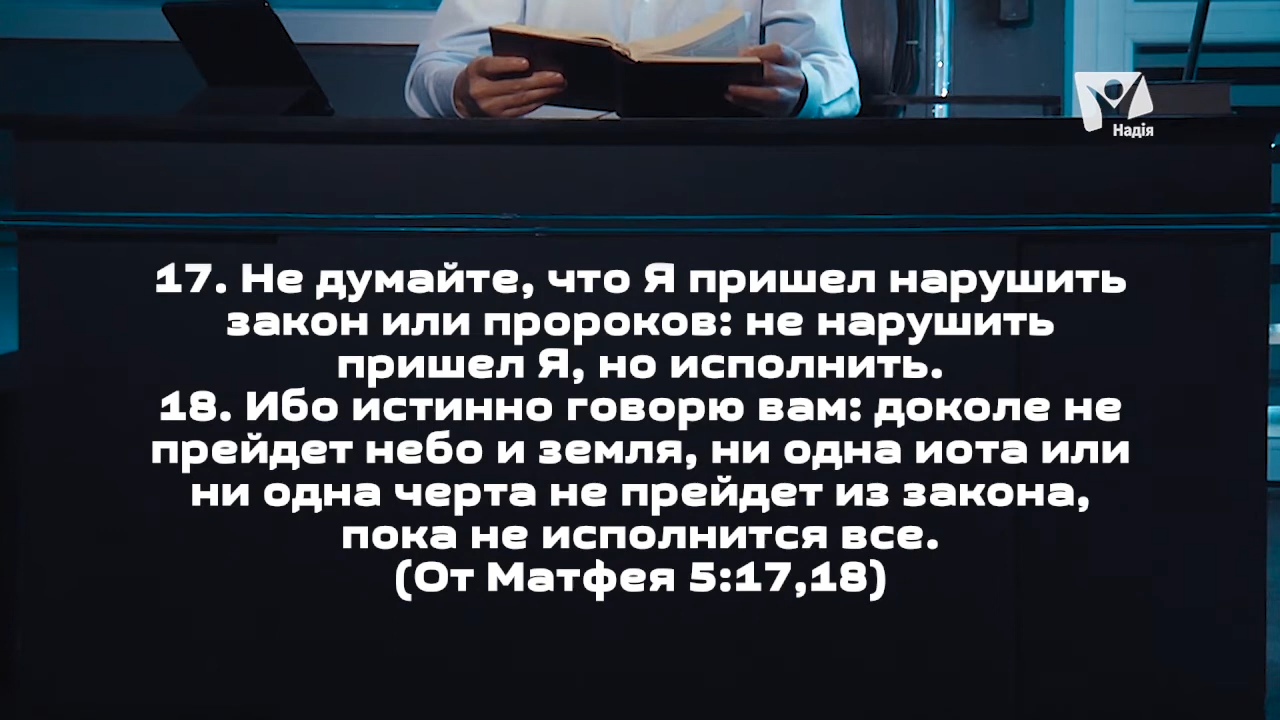 Надія
17. Не думайте, что Я пришел нарушить
закон или пророков: не нарушить
пришел Я, но исполнить.
18. Ибо истинно говорю вам: доколе не
прейдет небо и земля, ни одна иота или
ни одна черта не прейдет из закона,
пока не исполнится все.
(От Матфея 5:17,18)